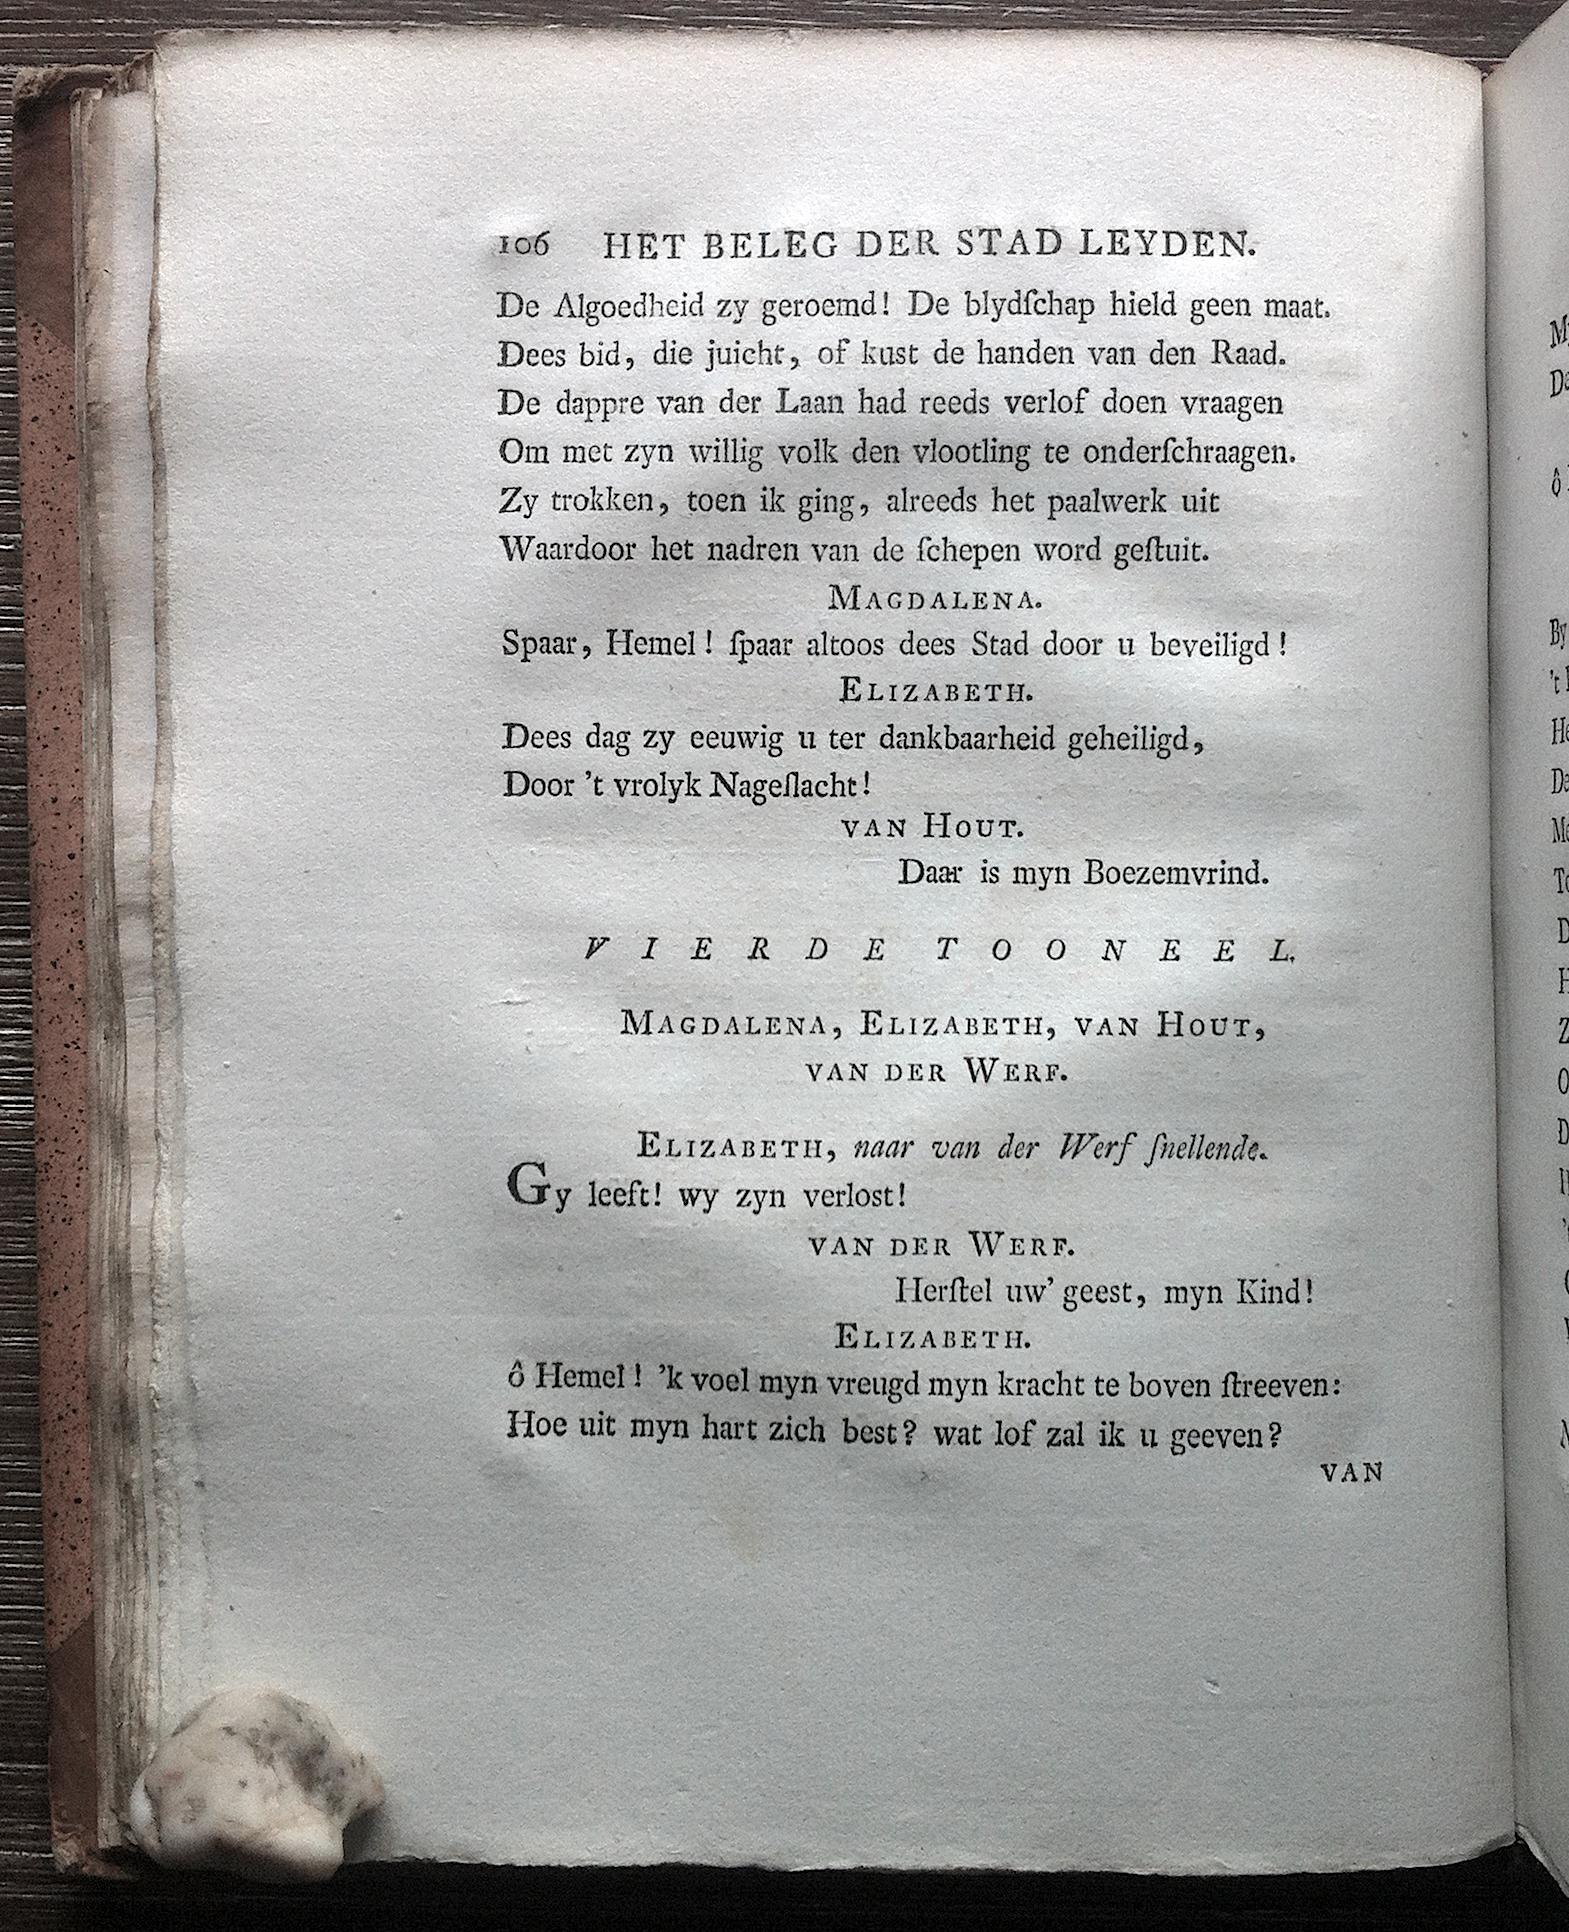 106 HET BELEG DER STAD LEYDEN.
De Algoedheid zy geroemd! De blydſchap hield geen maat.
Dees bid, die juicht, of kust de handen van den Raad.
De dappre van der Laan had reeds verlof doen vraagen
Om met zyn willig volk den vlootling te onderſchraagen.
Zy trokken, toen ik ging, alreeds het paalwerk uit
Waardoor het nadren van de ſchepen word geſtuit.
MAGDALENA.
Spaar, Hemel! ſpaar altoos dees Stad door u beveiligd!
ELIZABETH.
Dees dag zy eeuwig u ter dankbaarheid geheiligd,
Door 't vrolyk Nageſlacht!
VAN HOUT.
Daar is myn Boezemvrind.
VIERDE TOONEEL.
MAGDALENA, ELIZABETH, VAN HOUT,
VAN DER WERF.
ELIZABETH, naar van der Werf ſnellende.
Gy leeft! wy zyn verlost!
VAN DER WERF.
Herſtel uw' geest, myn Kind!
ELIZABETH.
ô Hemel! 'k voel myn vreugd myn kracht te boven ſtreeven:
Hoe uit myn hart zich best? wat lof zal ik u geeven?
VAN
By